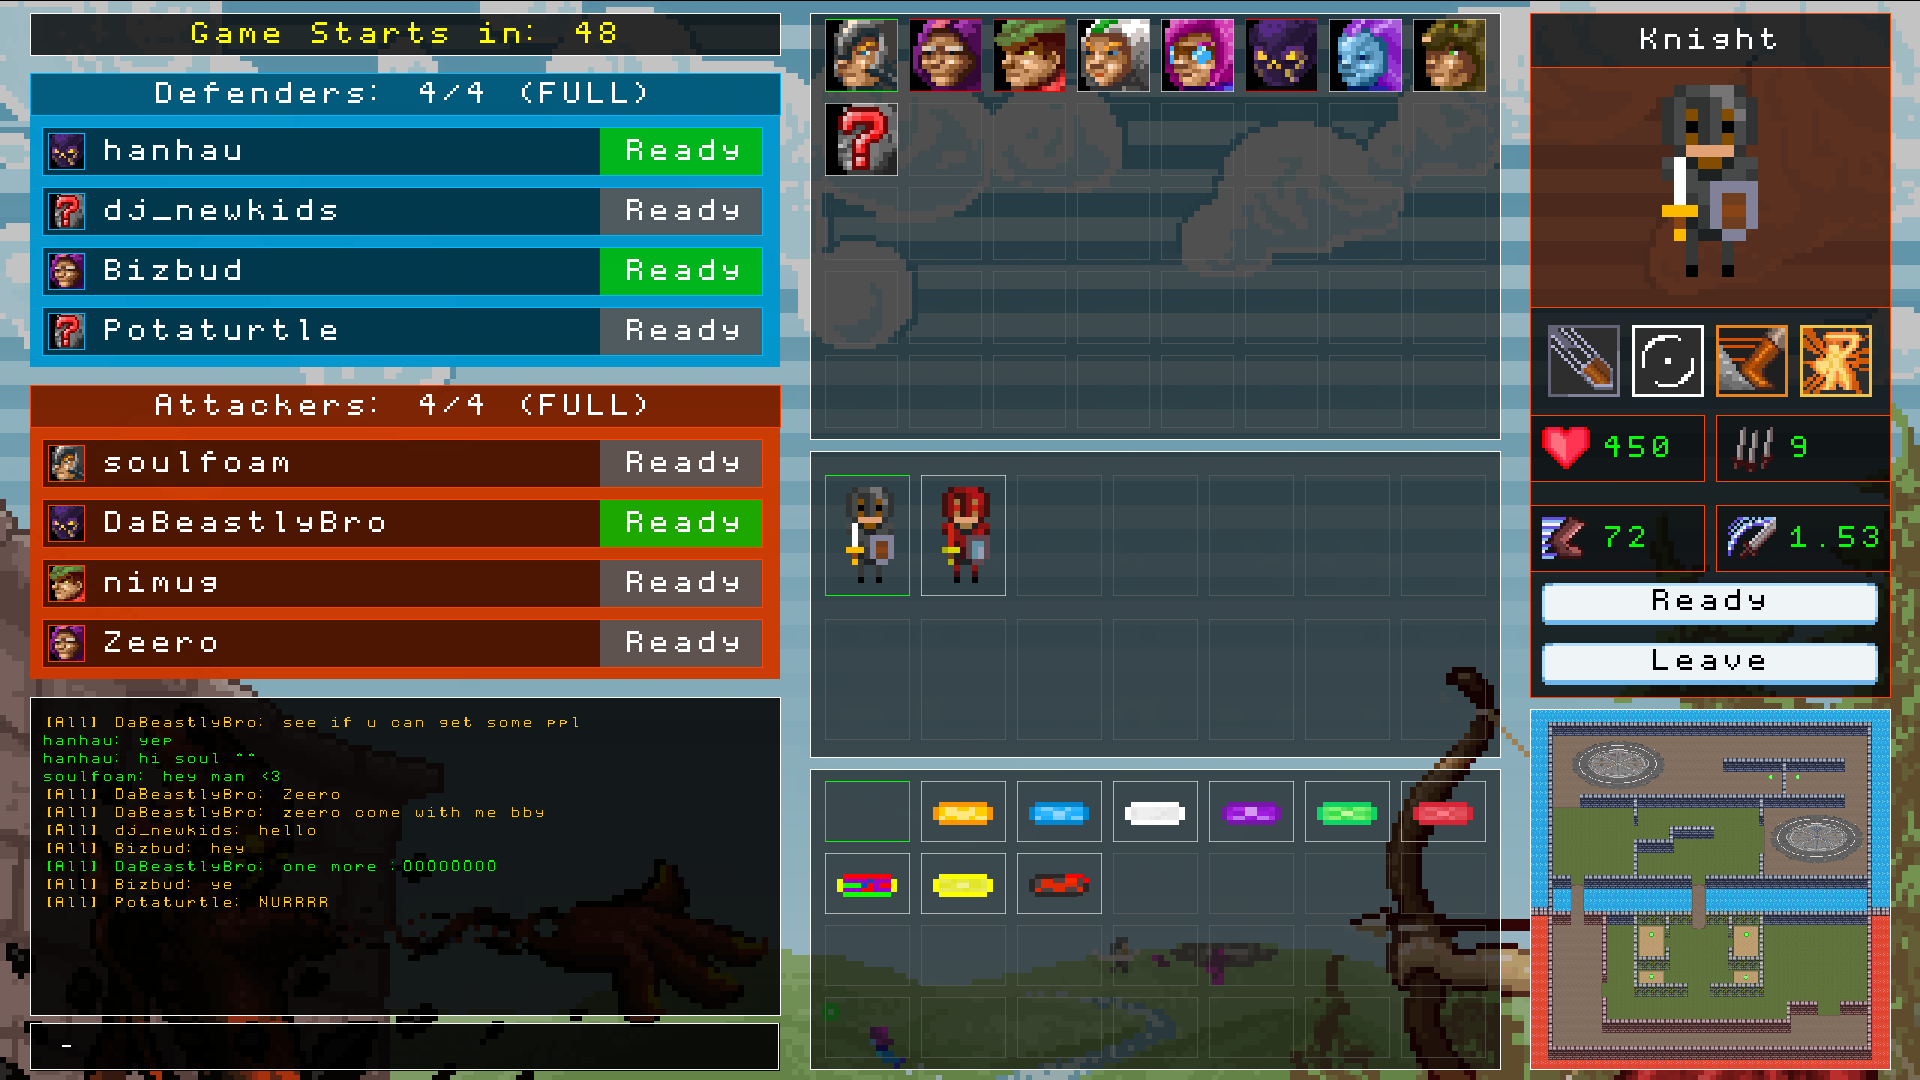 Game Starts in: 48
Defenders: 4/4 (FULL)
hanhau Ready
dj_newkids Ready
Bizbud Ready
Potaturtle Ready
Attackers: 4/4 (FULL)
soulfoam Ready
DaBeastlyBro Ready
nimug Ready
Zeero Ready
[All] DaBeastlyBro: see if u can get some ppl
hanhau: yep
hanhau: hi soul ^^
soulfoam: hey man <3
[All] DaBeastlyBro: Zeero
[All] DaBeastlyBro: zeero come with me bby
[All] dj_newkids: hello
[All] Bizbud: hey
[All] DaBeastlyBro: one more :OOOOOOOO
[All] Bizbud: ye
[All] Potaturtle: NURRRR
_
Knight
450 9
72 1.53
Ready
Leave